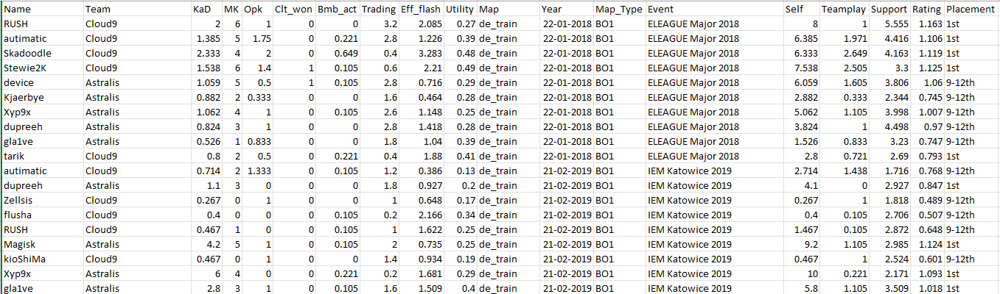 Name Team KaD MK Opk Clt_won Bmb_act Trading Eff_flash Utility Map Year Map_Type Event Self Teamplay Support Rating Placement
RUSH Cloud9 2 6 1 0 0 3.2 2.085 0.27 de_train 22-01-2018 BO1 ELEAGUE Major 2018 8 1 5.555 1.163 1st
autimatic Cloud9 1.385 5 1.75 0 0.221 2.8 1.226 0.39 de_train 22-01-2018 BO1 ELEAGUE Major 2018 6.385 1.971 4.416 1.106 1st
Skadoodle Cloud9 2.333 4 2 0 0.649 0.4 3.283 0.48 de_train 22-01-2018 BO1 ELEAGUE Major 2018 6.333 2.649 4.163 1.119 1st
Stewie2K Cloud9 1.538 6 1.4 1 0.105 0.6 2.21 0.49 de_train 22-01-2018 BO1 ELEAGUE Major 2018 7.538 2.505 3.3 1.125 1st
device Astralis 1.059 5 0.5 1 0.105 2.8 0.716 0.29 de_train 22-01-2018 BO1 ELEAGUE Major 2018 6.059 1.605 3.806 1.06 9-12th
Kjaerbye Astralis 0.882 2 0.333 0 0 1.6 0.464 0.28 de_train 22-01-2018 BO1 ELEAGUE Major 2018 2.882 0.333 2.344 0.745 9-12th
Xyp9x Astralis 1.062 4 1 0 0.105 2.6 1.148 0.25 de_train 22-01-2018 BO1 ELEAGUE Major 2018 5.062 1.105 3.998 1.007 9-12th
dupreeh Astralis 0.824 3 1 0 0 2.8 1.418 0.28 de_train 22-01-2018 BO1 ELEAGUE Major 2018 3.824 1 4.498 0.97 9-12th
gla1ve Astralis 0.526 1 0.833 0 0 1.8 1.04 0.39 de_train 22-01-2018 BO1 ELEAGUE Major 2018 1.526 0.833 3.23 0.747 9-12th
tarik Cloud9 0.8 2 0.5 0 0.221 0.4 1.88 0.41 de_train 22-01-2018 BO1 ELEAGUE Major 2018 2.8 0.721 2.69 0.793 1st
autimatic Cloud9 0.714 2 1.333 0 0.105 1.2 0.386 0.13 de_train 21-02-2019 BO1 IEM Katowice 2019 2.714 1.438 1.716 0.768 9-12th
dupreeh Astralis 1.1 3 0 0 0 1.8 0.927 0.2 de_train 21-02-2019 BO1 IEM Katowice 2019 4.1 0 2.927 0.847 1st
Zellsis Cloud9 0.267 0 1 0 0 1 0.648 0.17 de_train 21-02-2019 BO1 IEM Katowice 2019 0.267 1 1.818 0.489 9-12th
flusha Cloud9 0.4 0 0 0 0.105 0.2 2.166 0.34 de_train 21-02-2019 BO1 IEM Katowice 2019 0.4 0.105 2.706 0.507 9-12th
RUSH Cloud9 0.467 1 0 0 0.105 1 1.622 0.25 de_train 21-02-2019 BO1 IEM Katowice 2019 1.467 0.105 2.872 0.648 9-12th
Magisk Astralis 4.2 5 1 0 0.105 2 0.735 0.25 de_train 21-02-2019 BO1 IEM Katowice 2019 9.2 1.105 2.985 1.124 1st
kioShiMa Cloud9 0.467 0 1 0 0 1.4 0.934 0.19 de_train 21-02-2019 BO1 IEM Katowice 2019 0.467 1 2.524 0.601 9-12th
Xyp9x Astralis 6 4 0 0 0.221 0.2 1.681 0.29 de_train 21-02-2019 BO1 IEM Katowice 2019 10 0.221 2.171 1.093 1st
gla1ve Astralis 2.8 3 1 0 0.105 1.6 1.509 0.4 de_train 21-02-2019 BO1 IEM Katowice 2019 5.8 1.105 3.509 1.018 1st